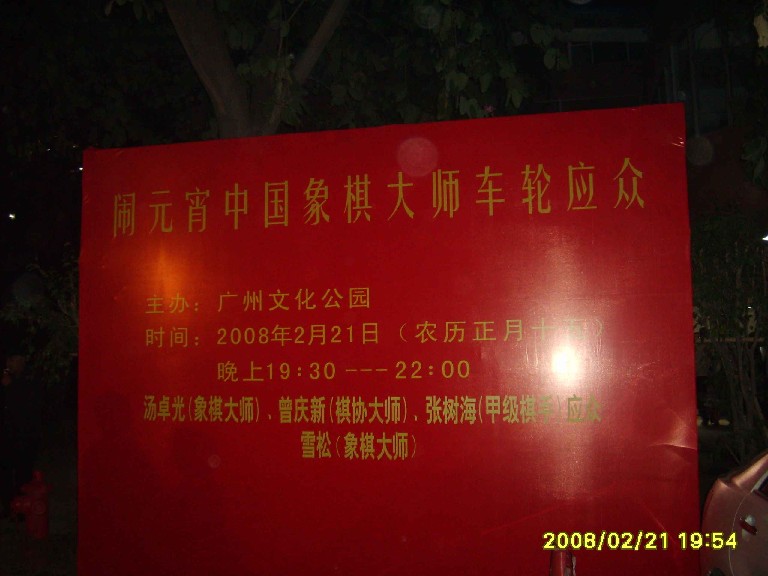 闹元宵中国象棋大师车轮应众
主办：广州文化公园
时间：2008年2月21日（农历正月十五）
晚上19:30---22:00
汤卓光(象棋大师)、曾庆新(棋协大师)、张树海(甲级棋手)应众
雪松(象棋大师)
2008/02/21 19:54